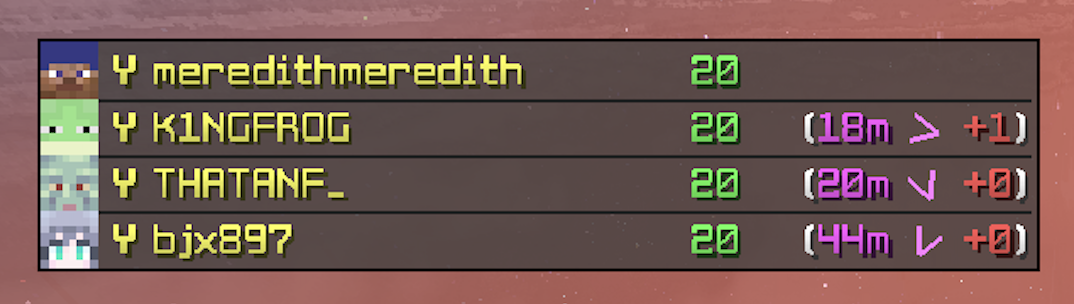 Y meredithmeredith 20
Y K1NGFROG 20 (18m > +1)
Y THATANF_ 20 (20m +0)
Y bjx897 20 (44m +0)